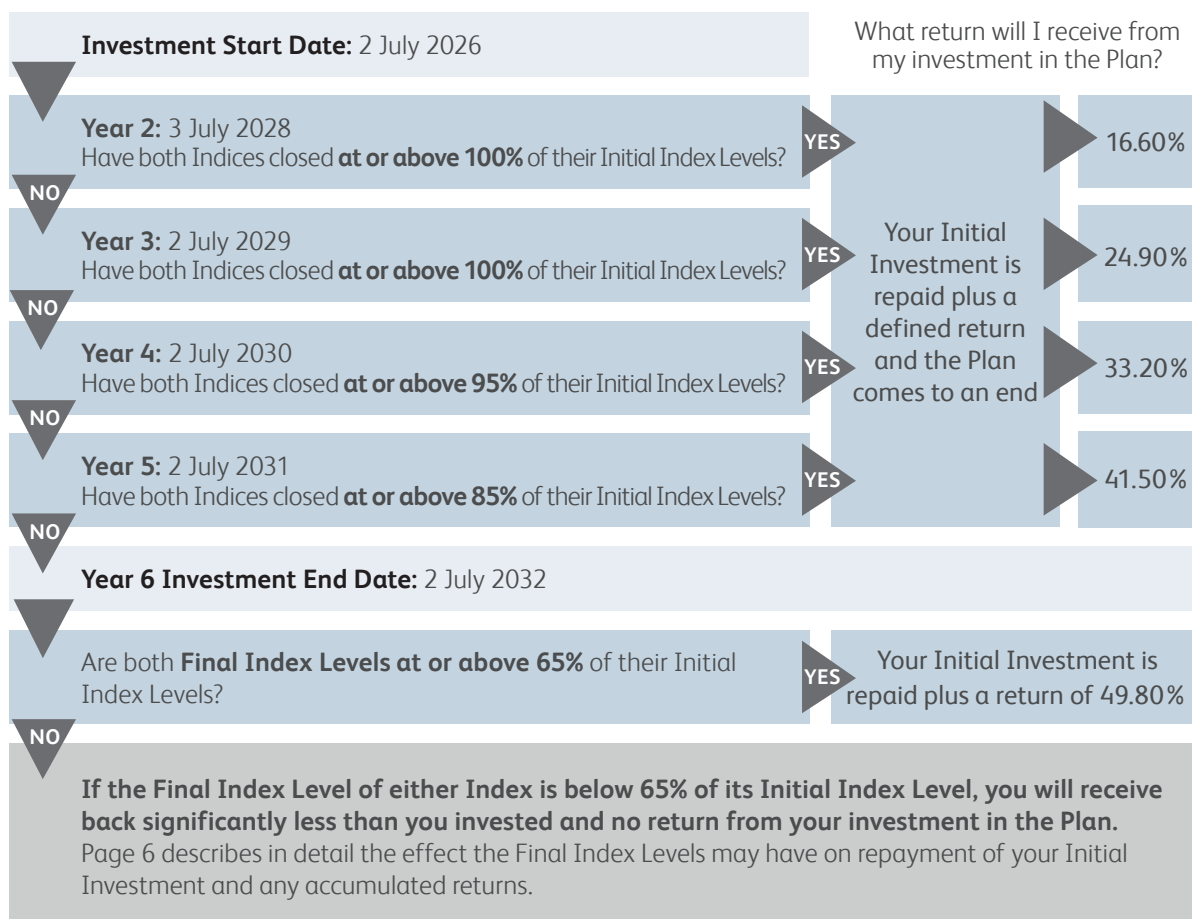 Investment Start Date: 2 July 2026
What return will I receive from
my investment in the Plan?
Year 2: 3 July 2028
Have both Indices closed at or above 100% of their Initial Index Levels?
YES
16.60%
NO
Year 3: 2 July 2029
Have both Indices closed at or above 100% of their Initial Index Levels?
YES
Your Initial
Investment is
repaid plus a
defined return
and the Plan
comes to an end
24.90%
NO
Year 4: 2 July 2030
Have both Indices closed at or above 95% of their Initial Index Levels?
YES
33.20%
NO
Year 5: 2 July 2031
Have both Indices closed at or above 85% of their Initial Index Levels?
YES
41.50%
NO
Year 6 Investment End Date: 2 July 2032
Are both Final Index Levels at or above 65% of their Initial
Index Levels?
YES
Your Initial Investment is
repaid plus a return of 49.80%
NO
If the Final Index Level of either Index is below 65% of its Initial Index Level, you will receive
back significantly less than you invested and no return from your investment in the Plan.
Page 6 describes in detail the effect the Final Index Levels may have on repayment of your Initial
Investment and any accumulated returns.